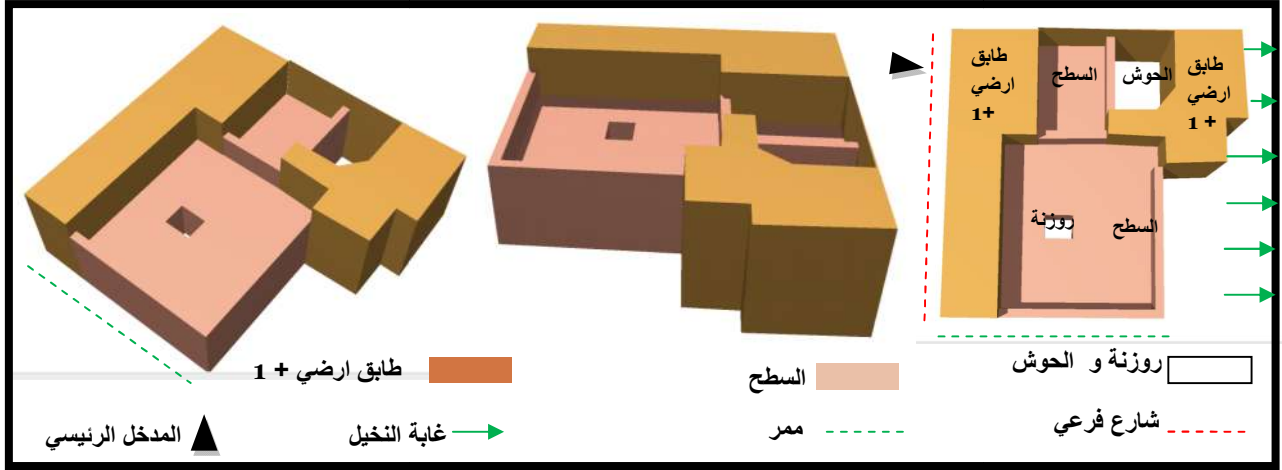 طابق
ارضي
1+
السطح
الحوش
طابق
ارضي
1 +
روزنة
السطح
طابق ارضي + 1
السطح
روزنة و الحوش
المدخل الرئيسي
غابة النخيل
ممر
شارع فرعي